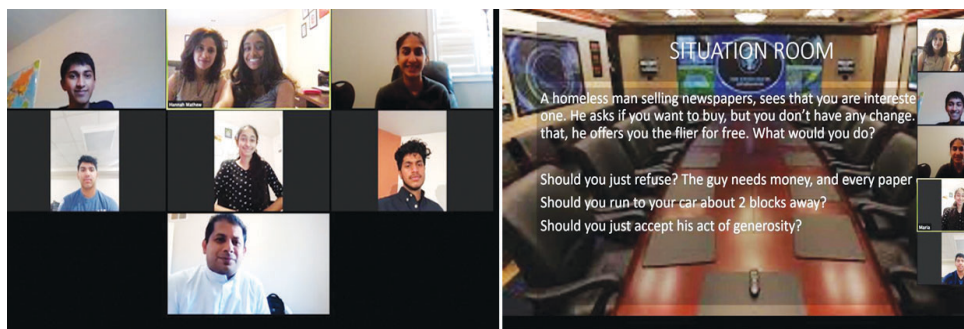 Hannah Mathew
SITUATION ROOM
A homeless man selling newspapers, sees that you are intereste
one. He asks if you want to buy, but you don't have any change.
that, he offers you the flier for free. What would you do?
Should you just refuse? The guy needs money, and every paper
Should you run to your car about 2 blocks away?
Should you just accept his act of generosity?
Maria